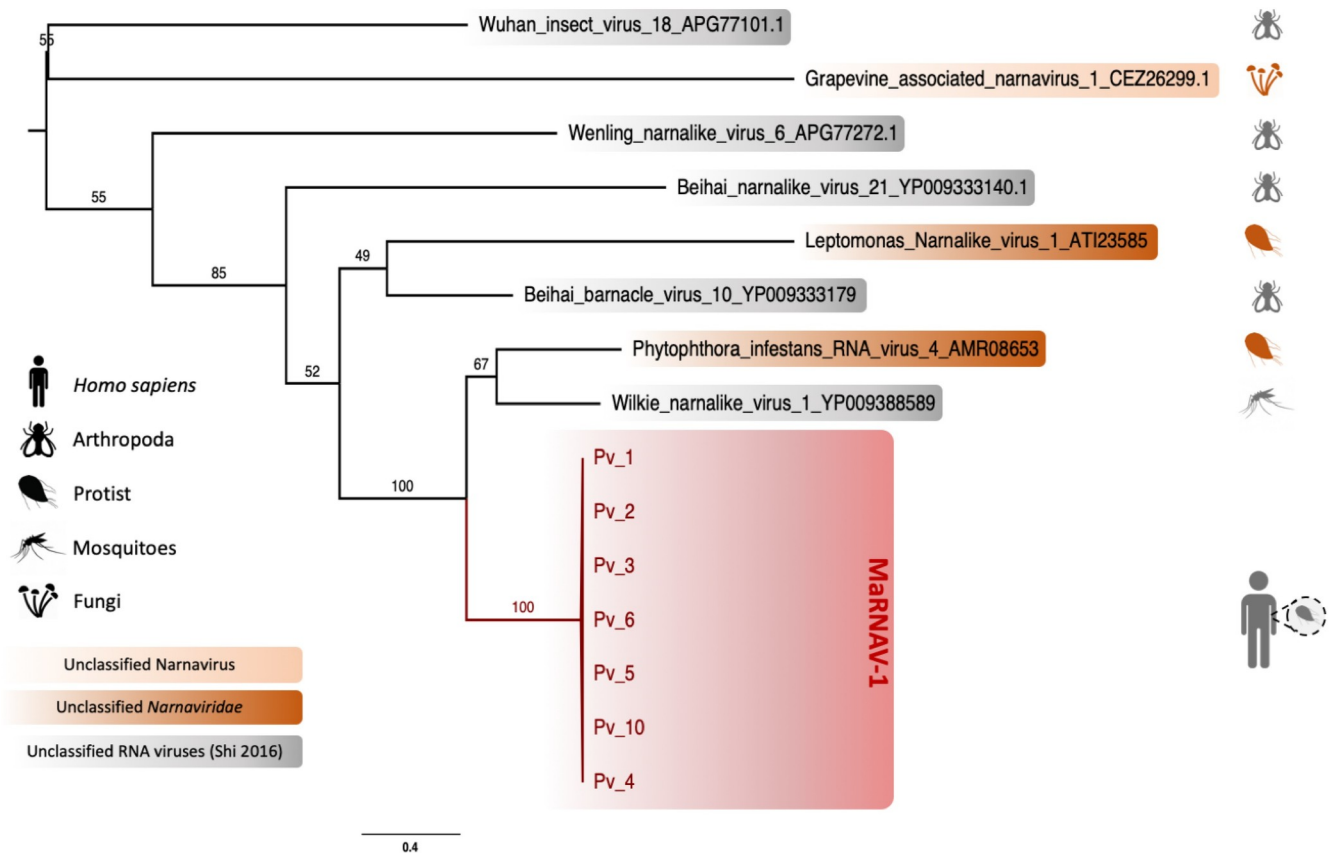 Wuhan_insect_virus_18_APG77101.1
55
Grapevine_associated_narnavirus_1_CEZ26299.1
Wenling_narnalike_virus_6_APG77272.1
Beihai_narnalike_virus_21_YP009333140.1
55
Leptomonas_Narnalike_virus_1_ATI23585
49
85
Beihai_barnacle_virus_10_YP009333179
Phytophthora_infestans_RNA_virus_4_AMR08653
67
52
Wilkie_narnalike_virus_1_YP009388589
Homo sapiens
Arthropoda
Protist
Mosquitoes
Fungi
100
Pv_1
Pv_2
Pv_3
100
Pv_6
Pv_5
Pv_10
Pv_4
MaRNAV-1
Unclassified Narnavirus
Unclassified Narnaviridae
Unclassified RNA viruses (Shi 2016)
0.4